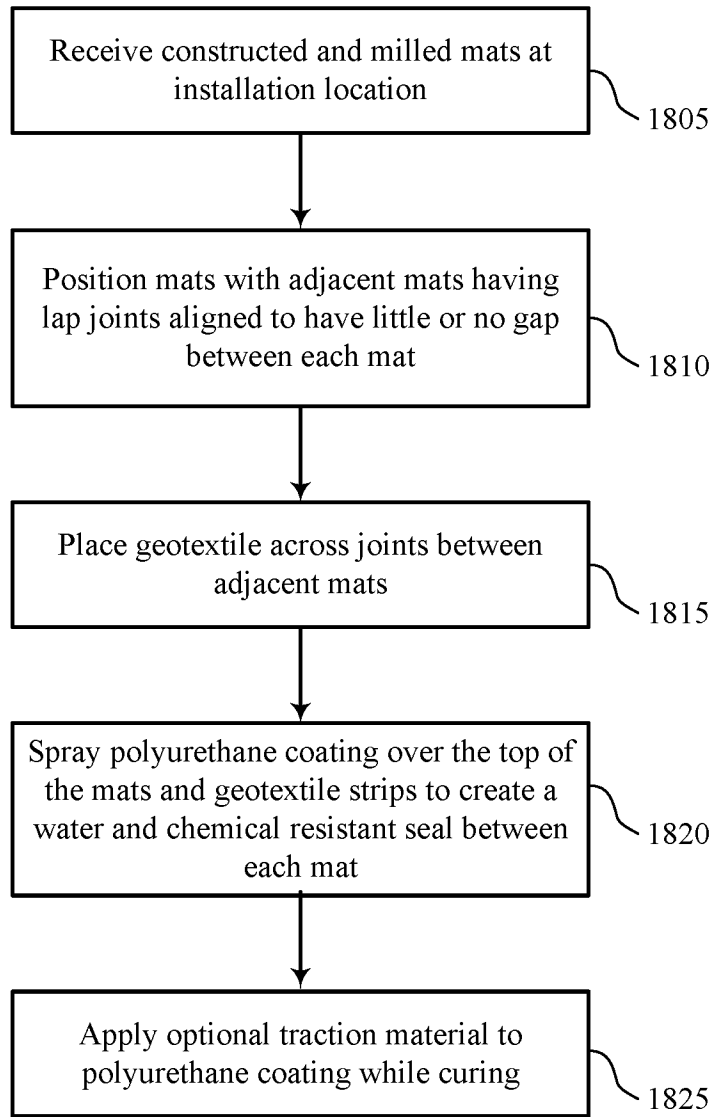 Receive constructed and milled mats at
installation location
1805
Position mats with adjacent mats having
lap joints aligned to have little or no gap
between each mat
1810
Place geotextile across joints between
adjacent mats
1815
Spray polyurethane coating over the top of
the mats and geotextile strips to create a
water and chemical resistant seal between
each mat
1820
Apply optional traction material to
polyurethane coating while curing
1825